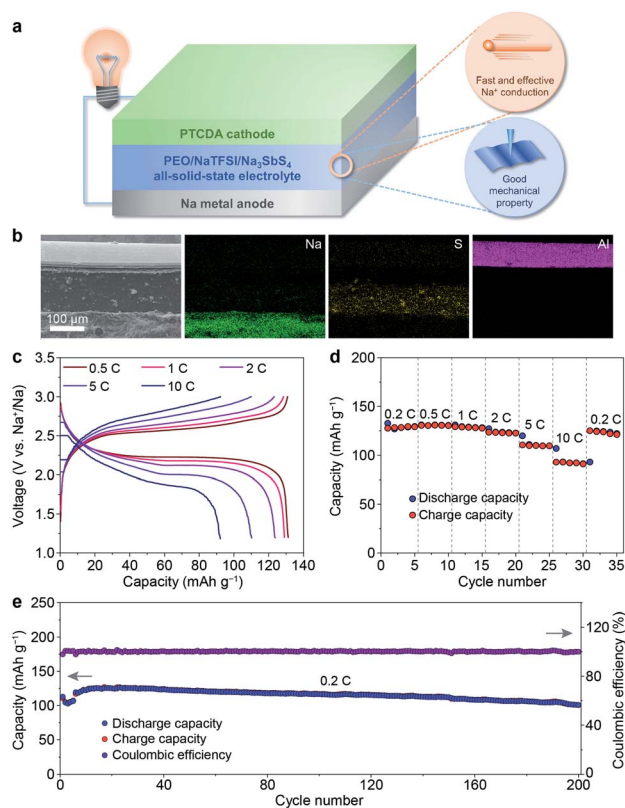 a
PTCDA cathode
PEO/NaTFSI/Na₃SbS₄
all-solid-state electrolyte
Na metal anode
Fast and effective
Na⁺ conduction
Good
mechanical
property
b
100 μm
Na
S
Al
c
0.5 C
1 C
2 C
5 C
10 C
Voltage (V vs. Na⁺/Na)
3.5
3.0
2.5
2.0
1.5
1.0
0 20 40 60 80 100 120 140
Capacity (mAh g⁻¹)
d
Capacity (mAh g⁻¹)
200
150
100
50
0
0.2 C 0.5 C 1 C 2 C 5 C 10 C 0.2 C
Discharge capacity
Charge capacity
0 5 10 15 20 25 30 35
Cycle number
e
Capacity (mAh g⁻¹)
250
200
150
100
50
0
0.2 C
Discharge capacity
Charge capacity
Coulombic efficiency
120
80
40
0
Coulombic efficiency (%)
0 40 80 120 160 200
Cycle number